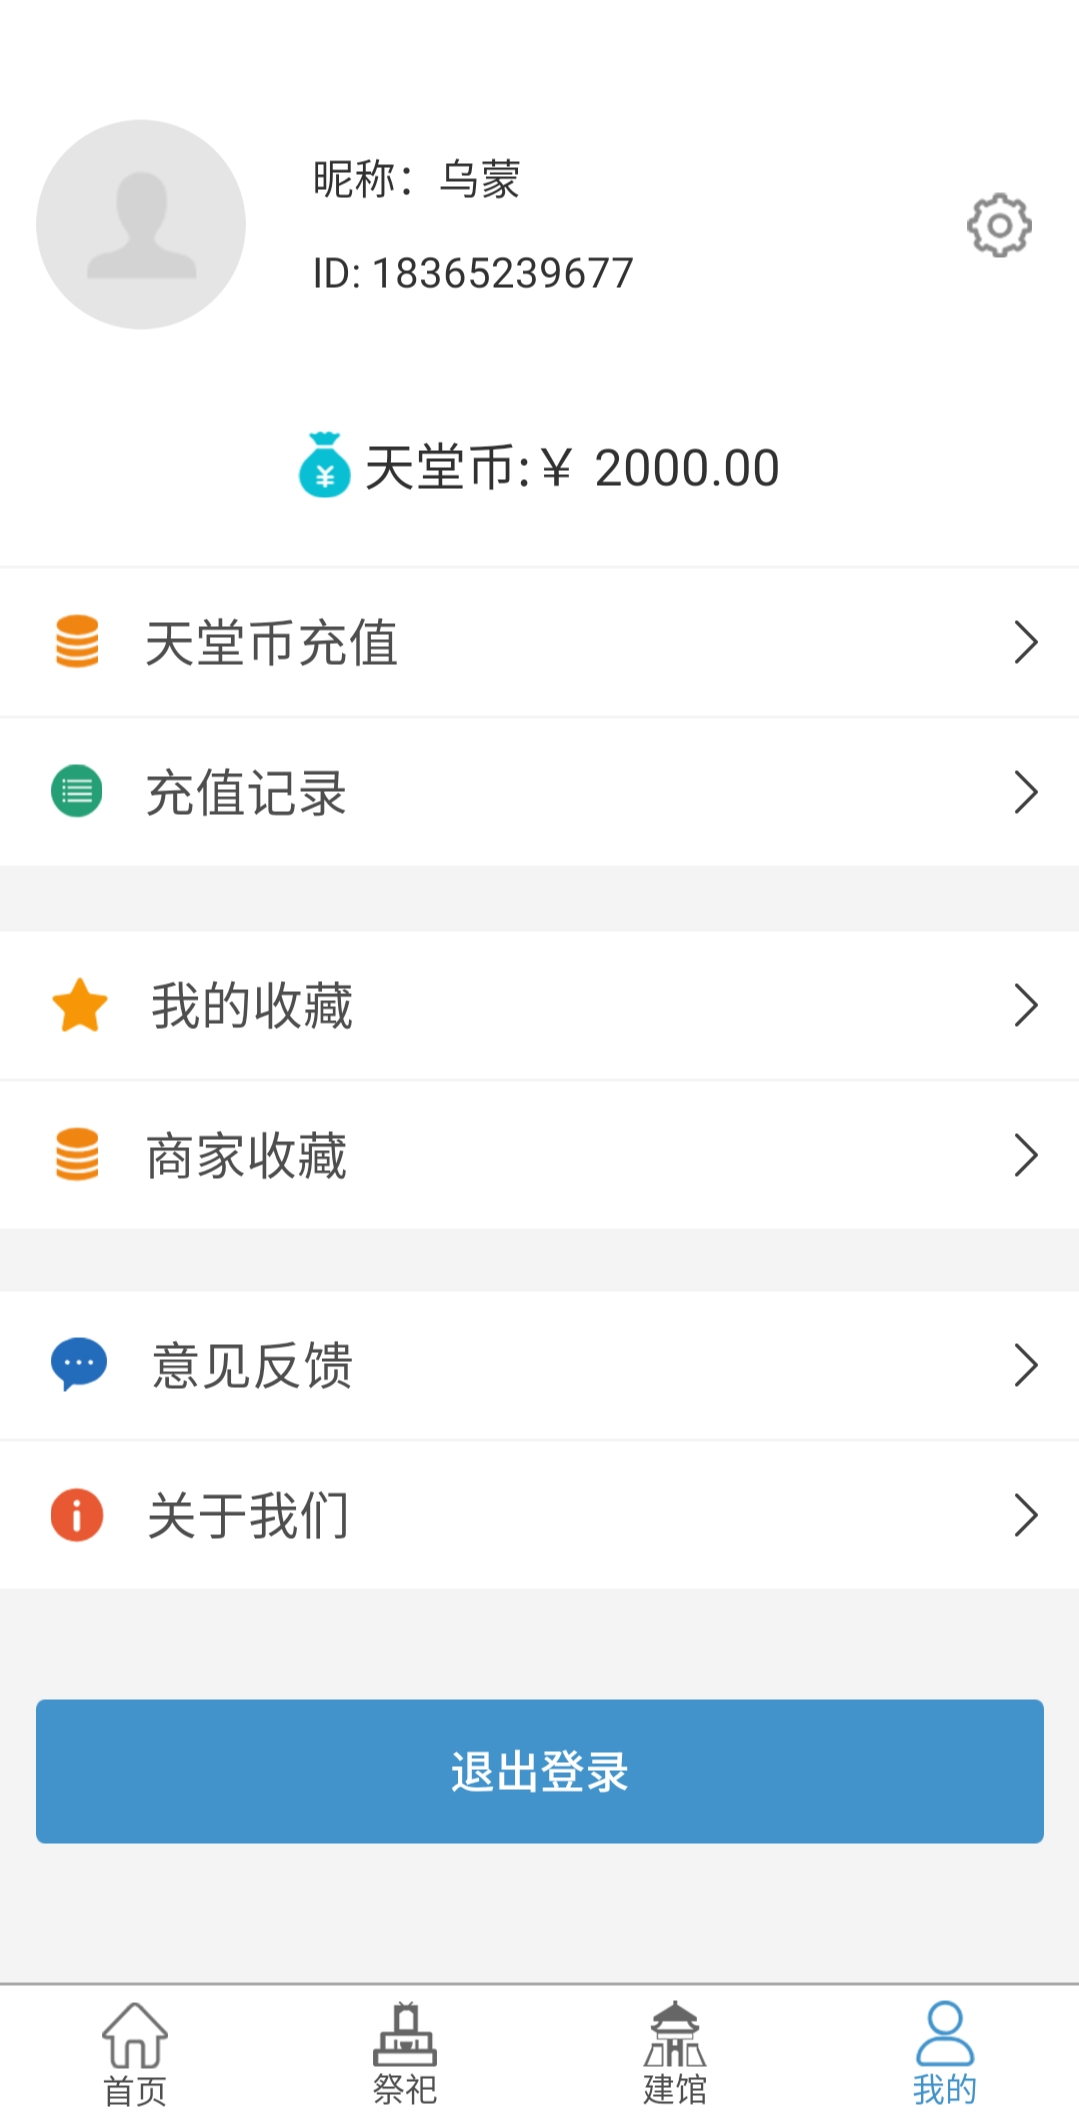 昵称：乌蒙
ID: 18365239677
天堂币:￥ 2000.00
天堂币充值
充值记录
我的收藏
商家收藏
意见反馈
关于我们
退出登录
首页
祭祀
建馆
我的